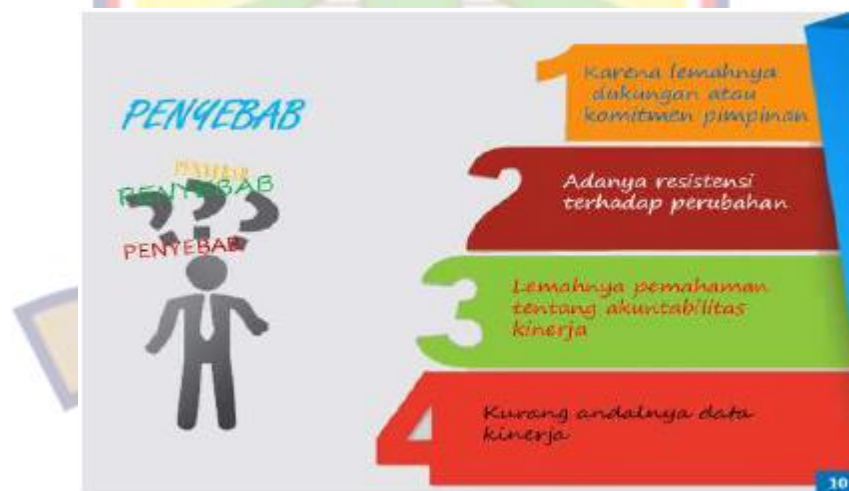 PENYEBAB
PENYEBAB
PENYEBAB
PENYEBAB
???
1
Karena lemahnya
dukungan atau
komitmen pimpinan
2
Adanya resistensi
terhadap perubahan
3
Lemahnya pemahaman
tentang akuntabilitas
kinerja
4
Kurang andalnya data
kinerja
10